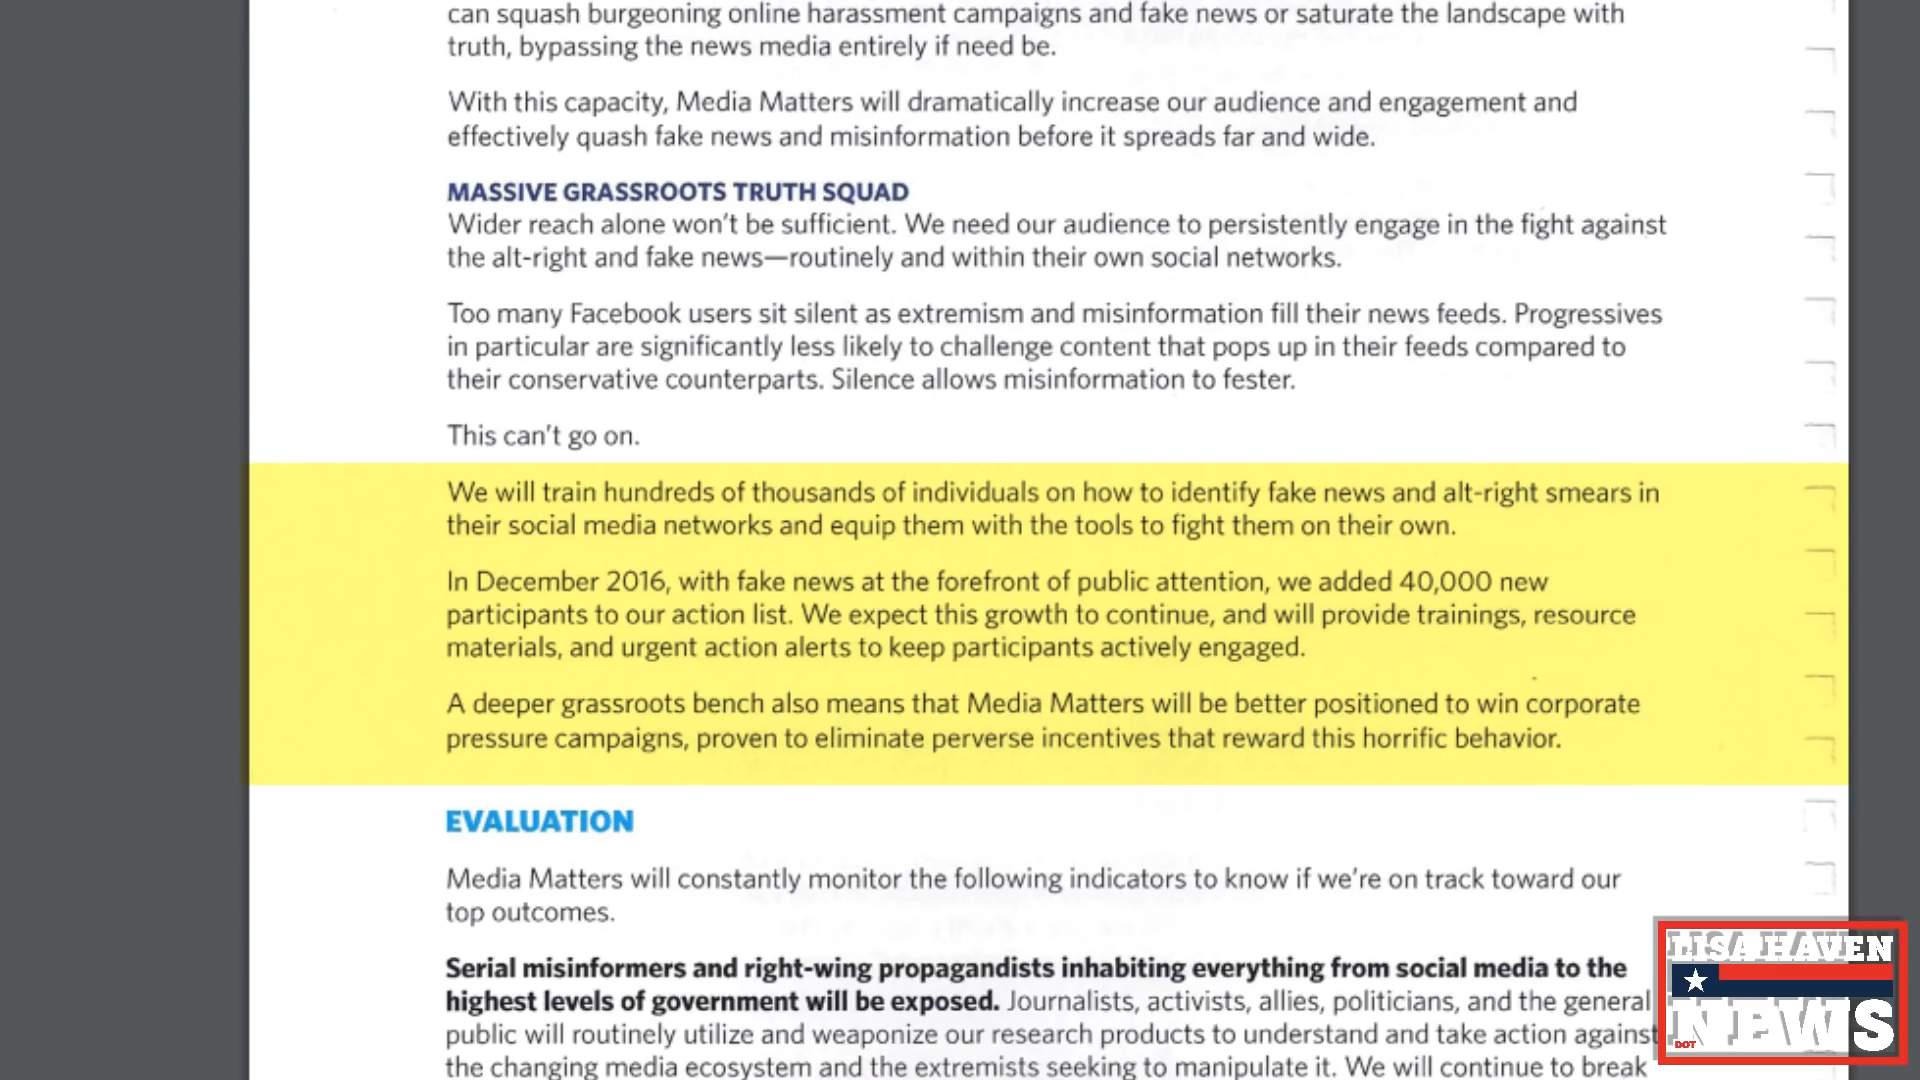 can squash burgeoning online harassment campaigns and fake news or saturate the landscape with
truth, bypassing the news media entirely if need be.
With this capacity, Media Matters will dramatically increase our audience and engagement and
effectively quash fake news and misinformation before it spreads far and wide.
MASSIVE GRASSROOTS TRUTH SQUAD
Wider reach alone won't be sufficient. We need our audience to persistently engage in the fight against
the alt-right and fake news—routinely and within their own social networks.
Too many Facebook users sit silent as extremism and misinformation fill their news feeds. Progressives
in particular are significantly less likely to challenge content that pops up in their feeds compared to
their conservative counterparts. Silence allows misinformation to fester.
This can't go on.
We will train hundreds of thousands of individuals on how to identify fake news and alt-right smears in
their social media networks and equip them with the tools to fight them on their own.
In December 2016, with fake news at the forefront of public attention, we added 40,000 new
participants to our action list. We expect this growth to continue, and will provide trainings, resource
materials, and urgent action alerts to keep participants actively engaged.
A deeper grassroots bench also means that Media Matters will be better positioned to win corporate
pressure campaigns, proven to eliminate perverse incentives that reward this horrific behavior.
EVALUATION
Media Matters will constantly monitor the following indicators to know if we're on track toward our
top outcomes.
Serial misinformers and right-wing propagandists inhabiting everything from social media to the
highest levels of government will be exposed. Journalists, activists, allies, politicians, and the general
public will routinely utilize and weaponize our research products to understand and take action against
the changing media ecosystem and the extremists seeking to manipulate it. We will continue to break
LISA HAVEN
DOT NEWS